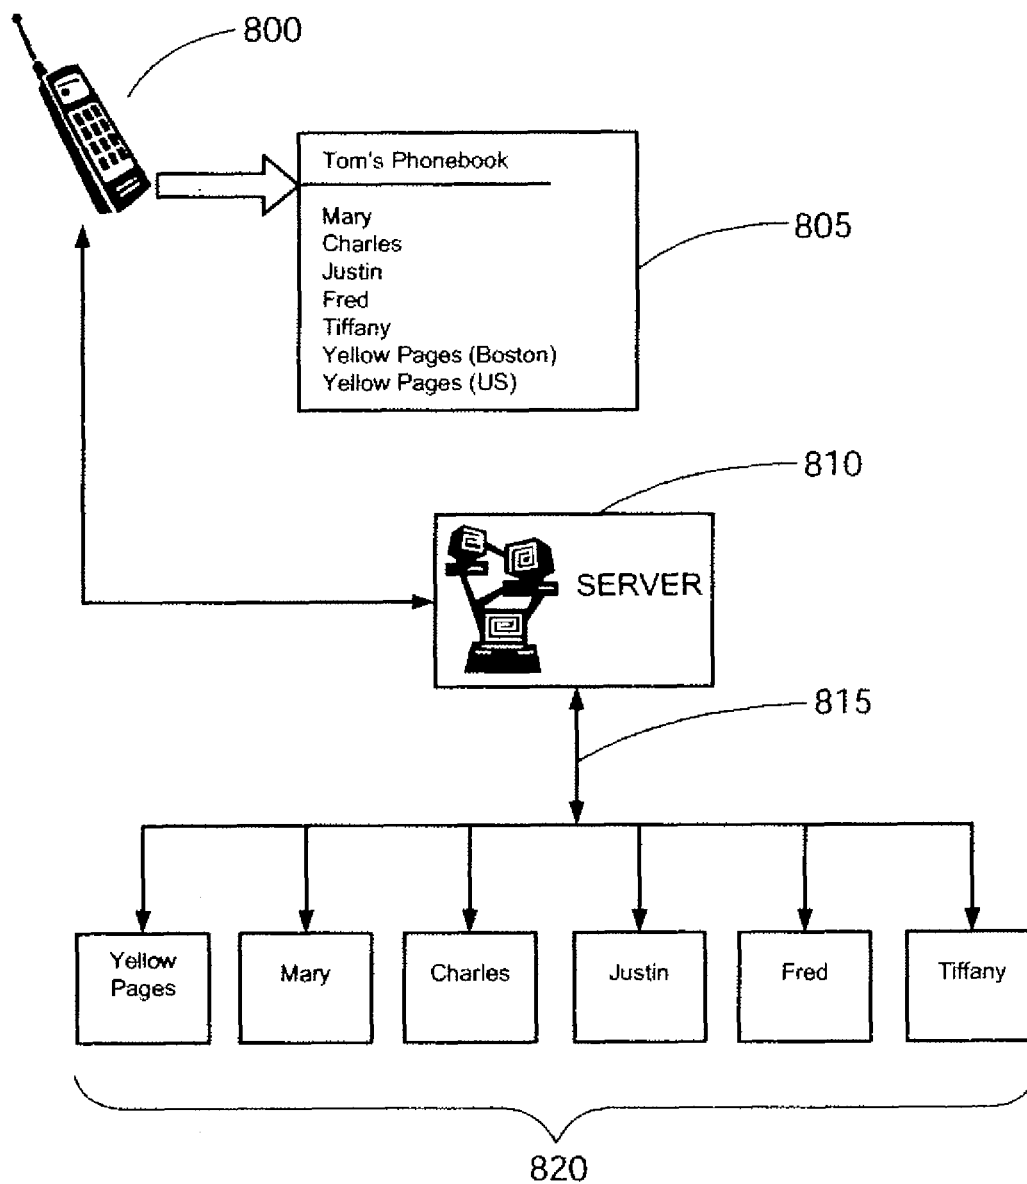 800
Tom's Phonebook
Mary
Charles
Justin
Fred
Tiffany
Yellow Pages (Boston)
Yellow Pages (US)
805
810
SERVER
815
Yellow
Pages
Mary
Charles
Justin
Fred
Tiffany
820